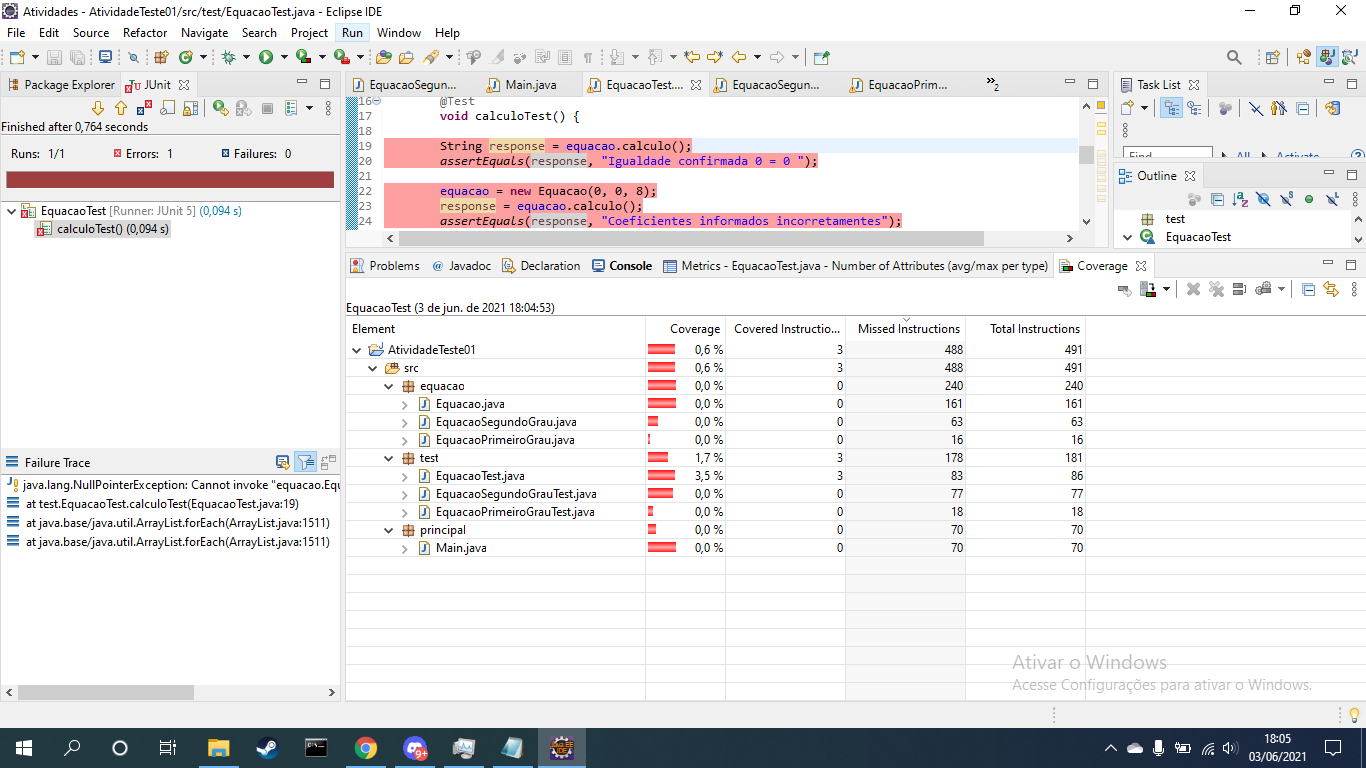 Atividades - AtividadeTeste01/src/test/EquacaoTest.java - Eclipse IDE
File Edit Source Refactor Navigate Search Project Run Window Help
Package Explorer JUnit
Finished after 0,764 seconds
Runs: 1/1 Errors: 1 Failures: 0
EquacaoTest [Runner: JUnit 5] (0,094 s)
calculoTest() (0,094 s)
Failure Trace
java.lang.NullPointerException: Cannot invoke "equacao.Equ
at test.EquacaoTest.calculoTest(EquacaoTest.java:19)
at java.base/java.util.ArrayList.forEach(ArrayList.java:1511)
at java.base/java.util.ArrayList.forEach(ArrayList.java:1511)
EquacaoSegun... Main.java EquacaoTest.... EquacaoSegun... EquacaoPrim... »2
16 @Test
17 void calculoTest() {
18
19 String response = equacao.calculo();
20 assertEquals(response, "Igualdade confirmada 0 = 0 ");
21
22 equacao = new Equacao(0, 0, 8);
23 response = equacao.calculo();
24 assertEquals(response, "Coeficientes informados incorretamentes");
Task List
Find All Activate...
Outline
test
EquacaoTest
Problems @ Javadoc Declaration Console Metrics - EquacaoTest.java - Number of Attributes (avg/max per type) Coverage
EquacaoTest (3 de jun. de 2021 18:04:53)
Element Coverage Covered Instructio... Missed Instructions Total Instructions
AtividadeTeste01 0,6 % 3 488 491
src 0,6 % 3 488 491
equacao 0,0 % 0 240 240
Equacao.java 0,0 % 0 161 161
EquacaoSegundoGrau.java 0,0 % 0 63 63
EquacaoPrimeiroGrau.java 0,0 % 0 16 16
test 1,7 % 3 178 181
EquacaoTest.java 3,5 % 3 83 86
EquacaoSegundoGrauTest.java 0,0 % 0 77 77
EquacaoPrimeiroGrauTest.java 0,0 % 0 18 18
principal 0,0 % 0 70 70
Main.java 0,0 % 0 70 70
Ativar o Windows
Acesse Configurações para ativar o Windows.
9+
JAVA EE
IDE
18:05
03/06/2021